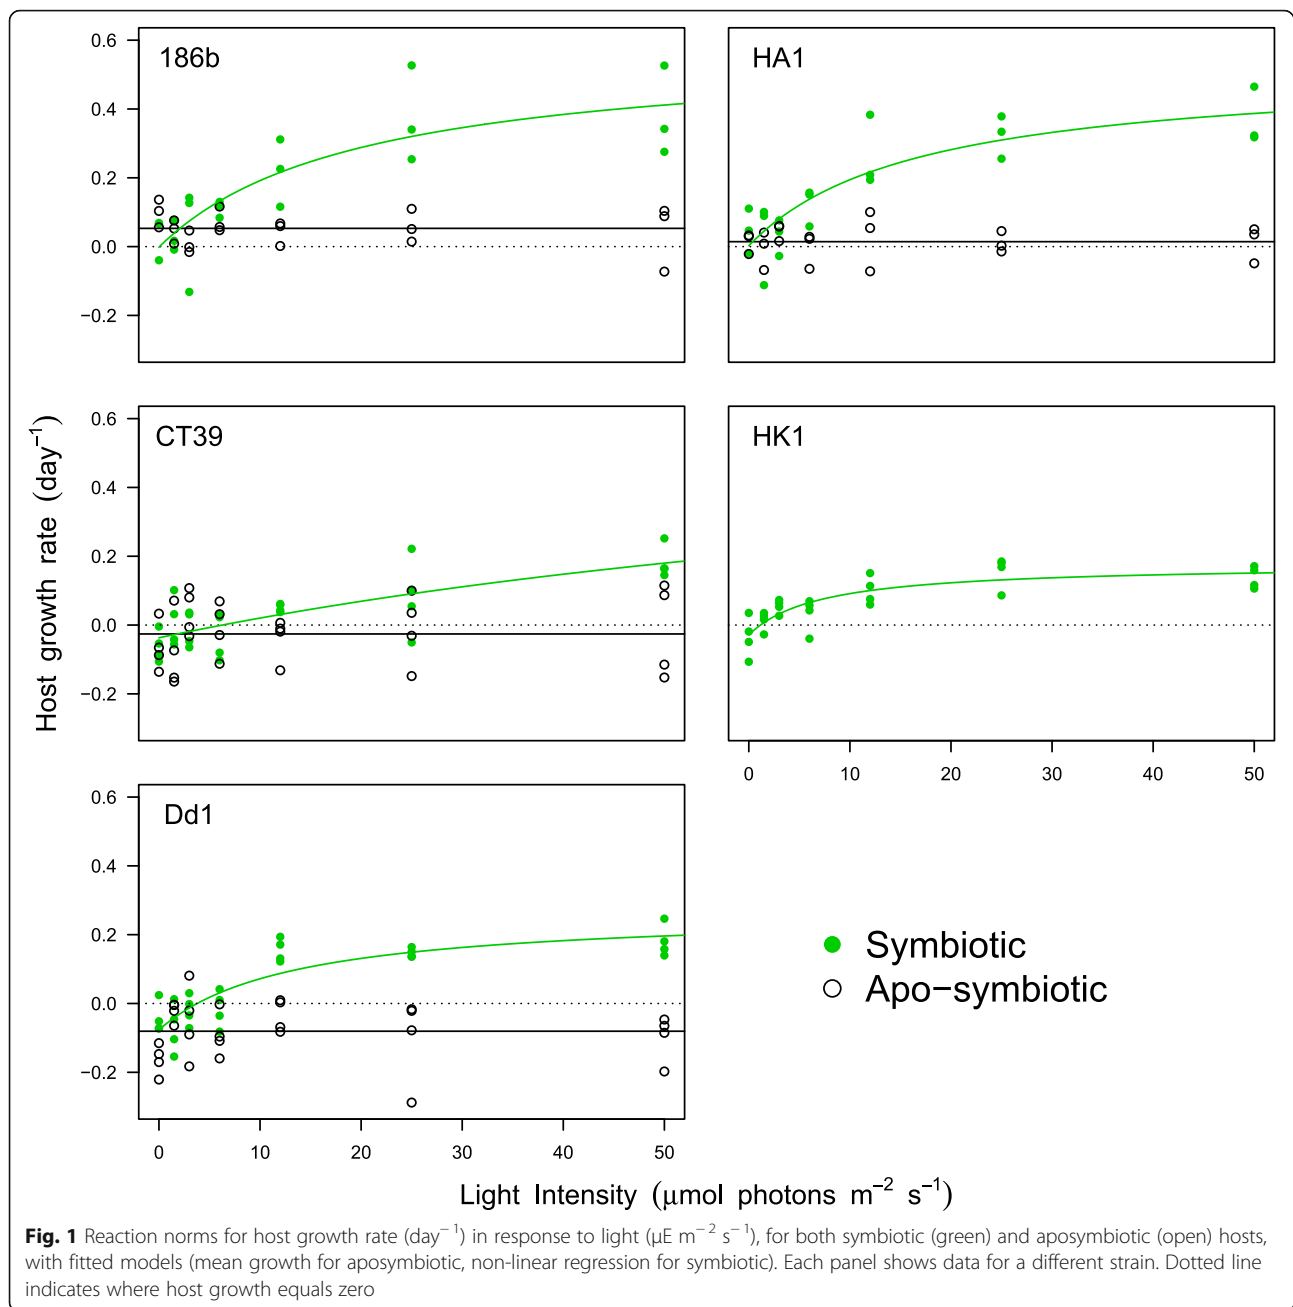 0.6
0.4
0.2
0.0
−0.2
186b
HA1
0.6
0.4
0.2
0.0
−0.2
CT39
HK1
0 10 20 30 40 50
0.6
0.4
0.2
0.0
−0.2
Dd1
0 10 20 30 40 50
Host growth rate (day⁻¹)
Symbiotic
Apo−symbiotic
Light Intensity (μmol photons m⁻² s⁻¹)
Fig. 1 Reaction norms for host growth rate (day⁻¹) in response to light (μE m⁻² s⁻¹), for both symbiotic (green) and aposymbiotic (open) hosts,
with fitted models (mean growth for aposymbiotic, non-linear regression for symbiotic). Each panel shows data for a different strain. Dotted line
indicates where host growth equals zero